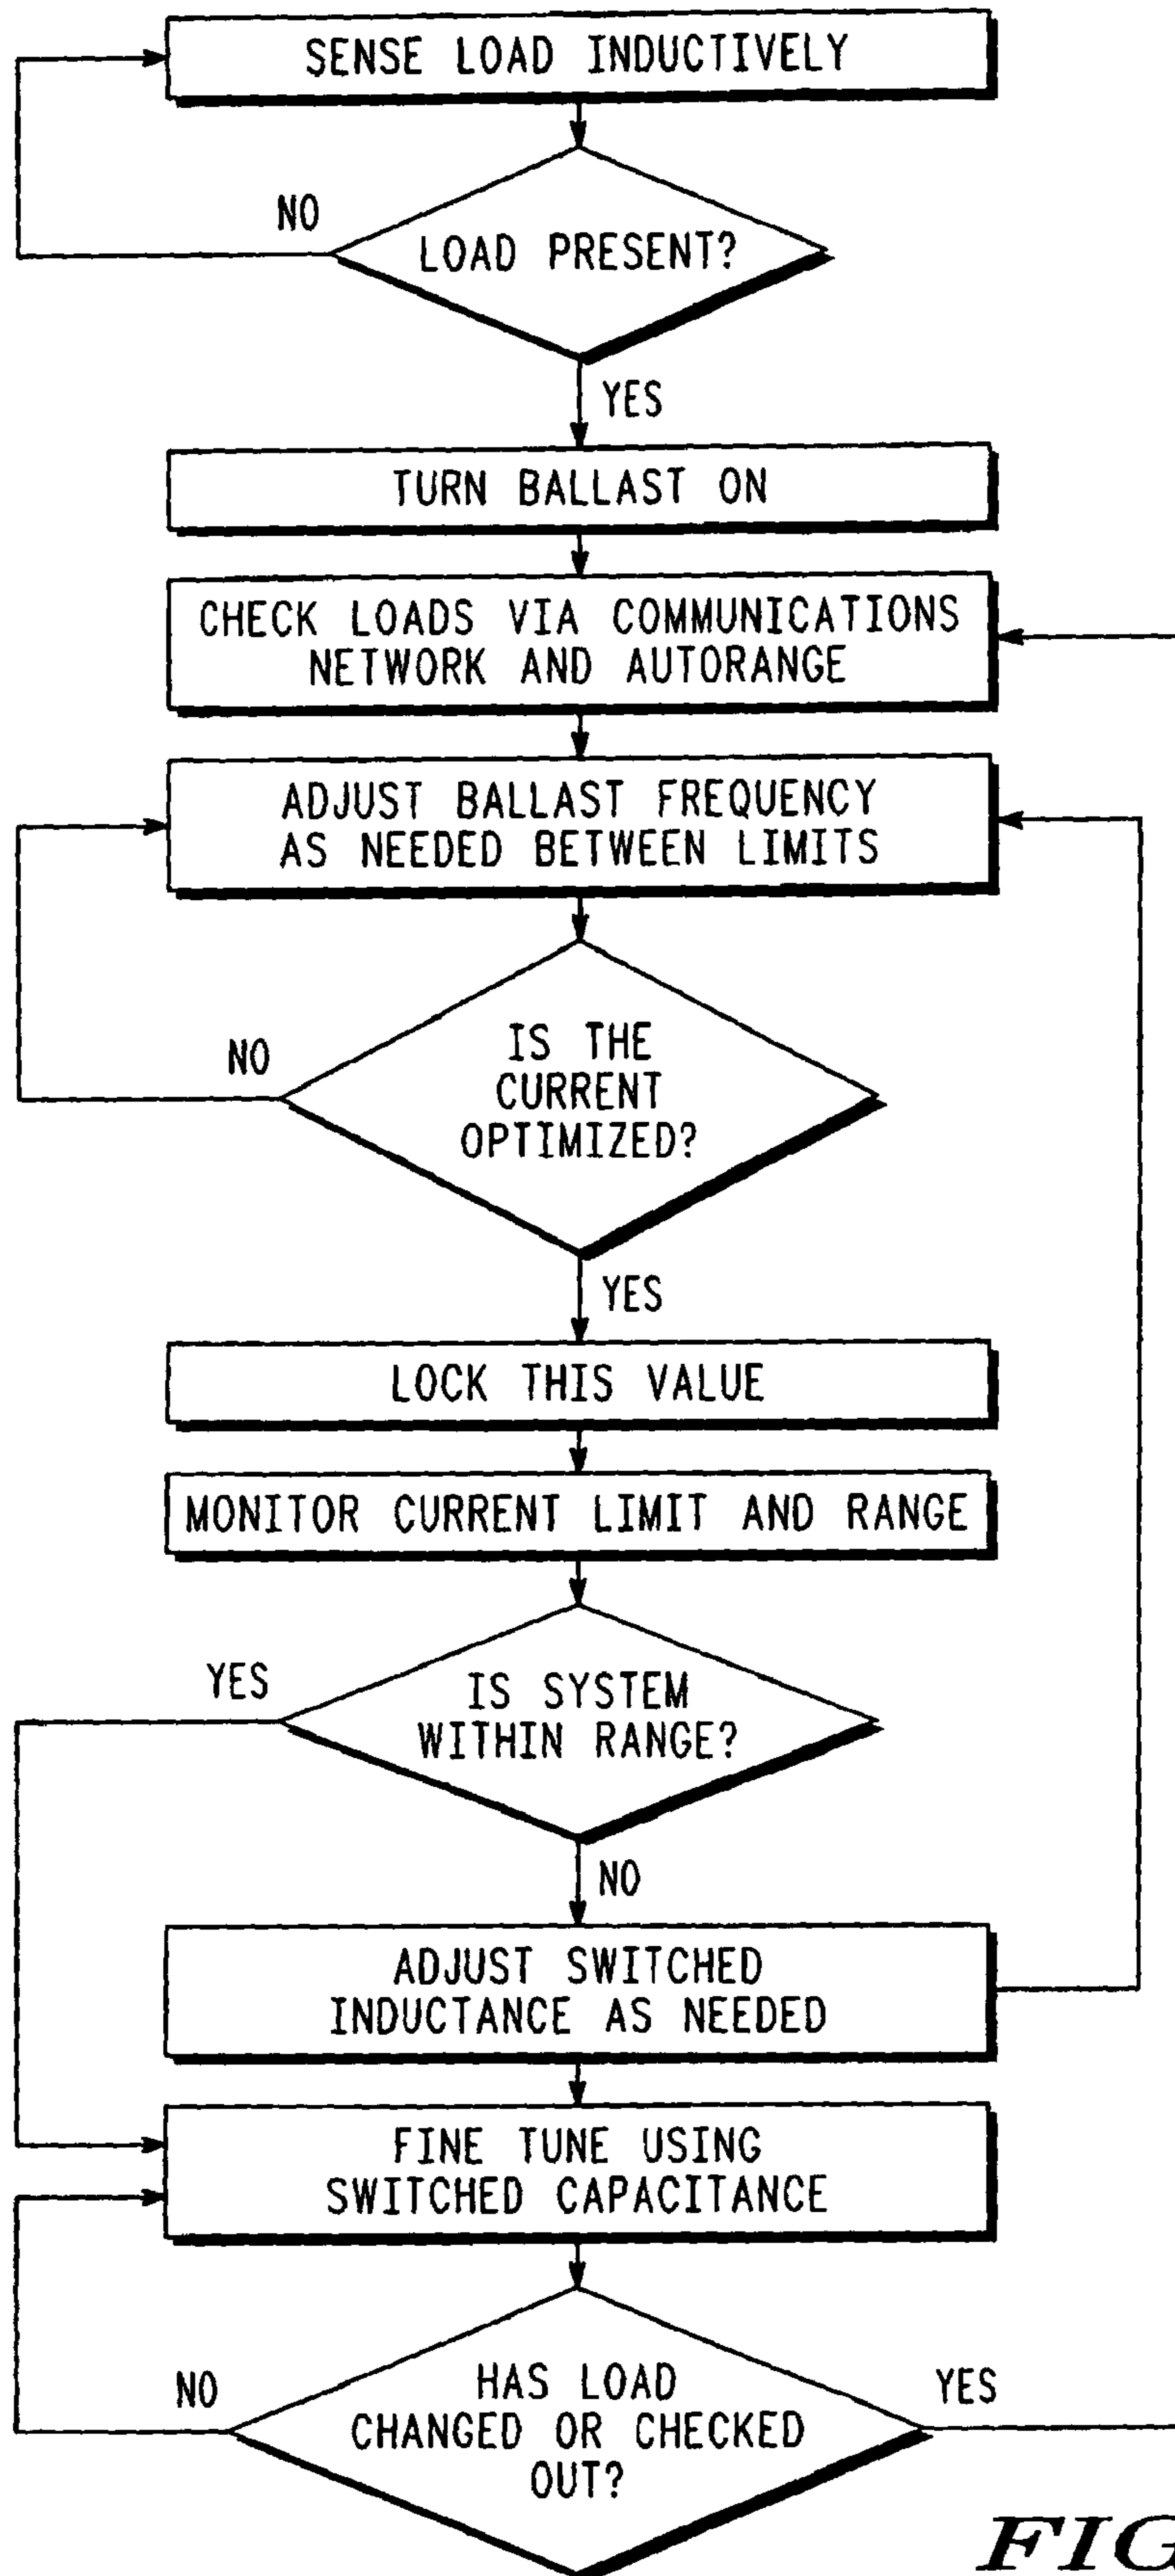 SENSE LOAD INDUCTIVELY
NO
LOAD PRESENT?
YES
TURN BALLAST ON
CHECK LOADS VIA COMMUNICATIONS
NETWORK AND AUTORANGE
ADJUST BALLAST FREQUENCY
AS NEEDED BETWEEN LIMITS
NO
IS THE
CURRENT
OPTIMIZED?
YES
LOCK THIS VALUE
MONITOR CURRENT LIMIT AND RANGE
YES
IS SYSTEM
WITHIN RANGE?
NO
ADJUST SWITCHED
INDUCTANCE AS NEEDED
FINE TUNE USING
SWITCHED CAPACITANCE
NO
HAS LOAD
CHANGED OR CHECKED
OUT?
YES
FIG